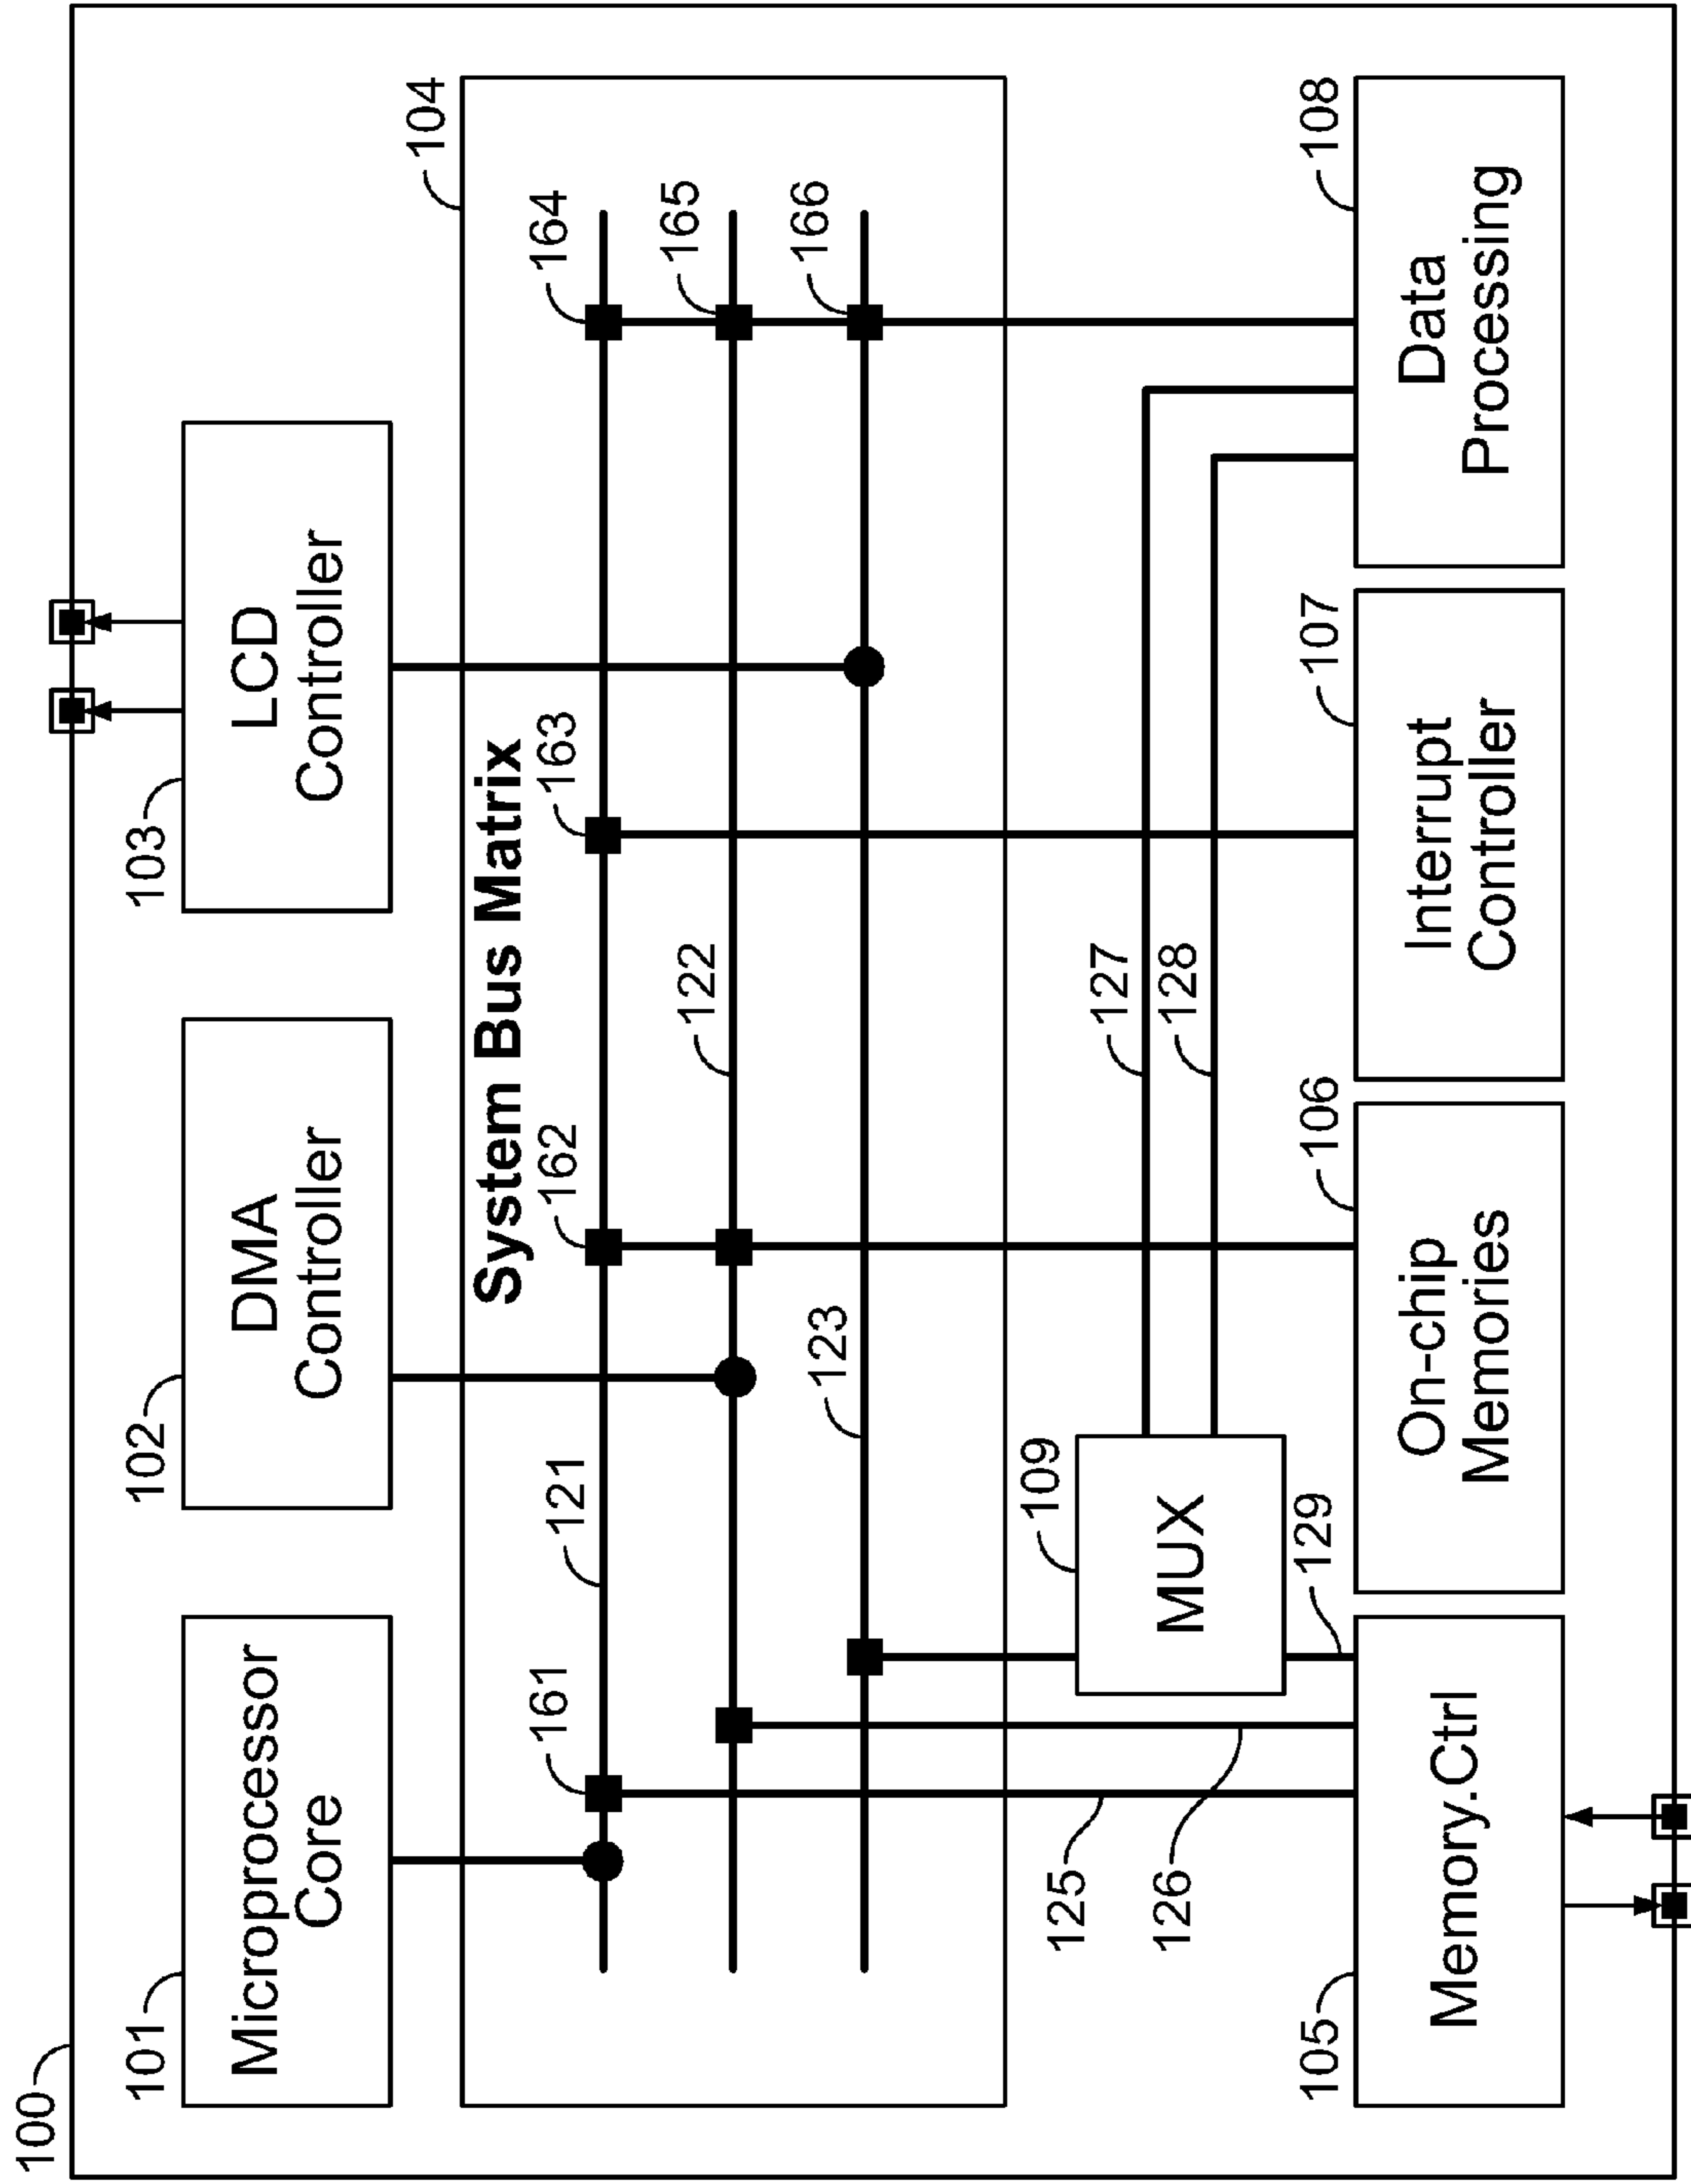 100
101
Microprocessor
Core
102
DMA
Controller
103
LCD
Controller
104
System Bus Matrix
121
161
162
163
164
122
165
123
166
125
126
109
MUX
127
128
129
105
Memory.Ctrl
106
On-chip
Memories
107
Interrupt
Controller
108
Data
Processing